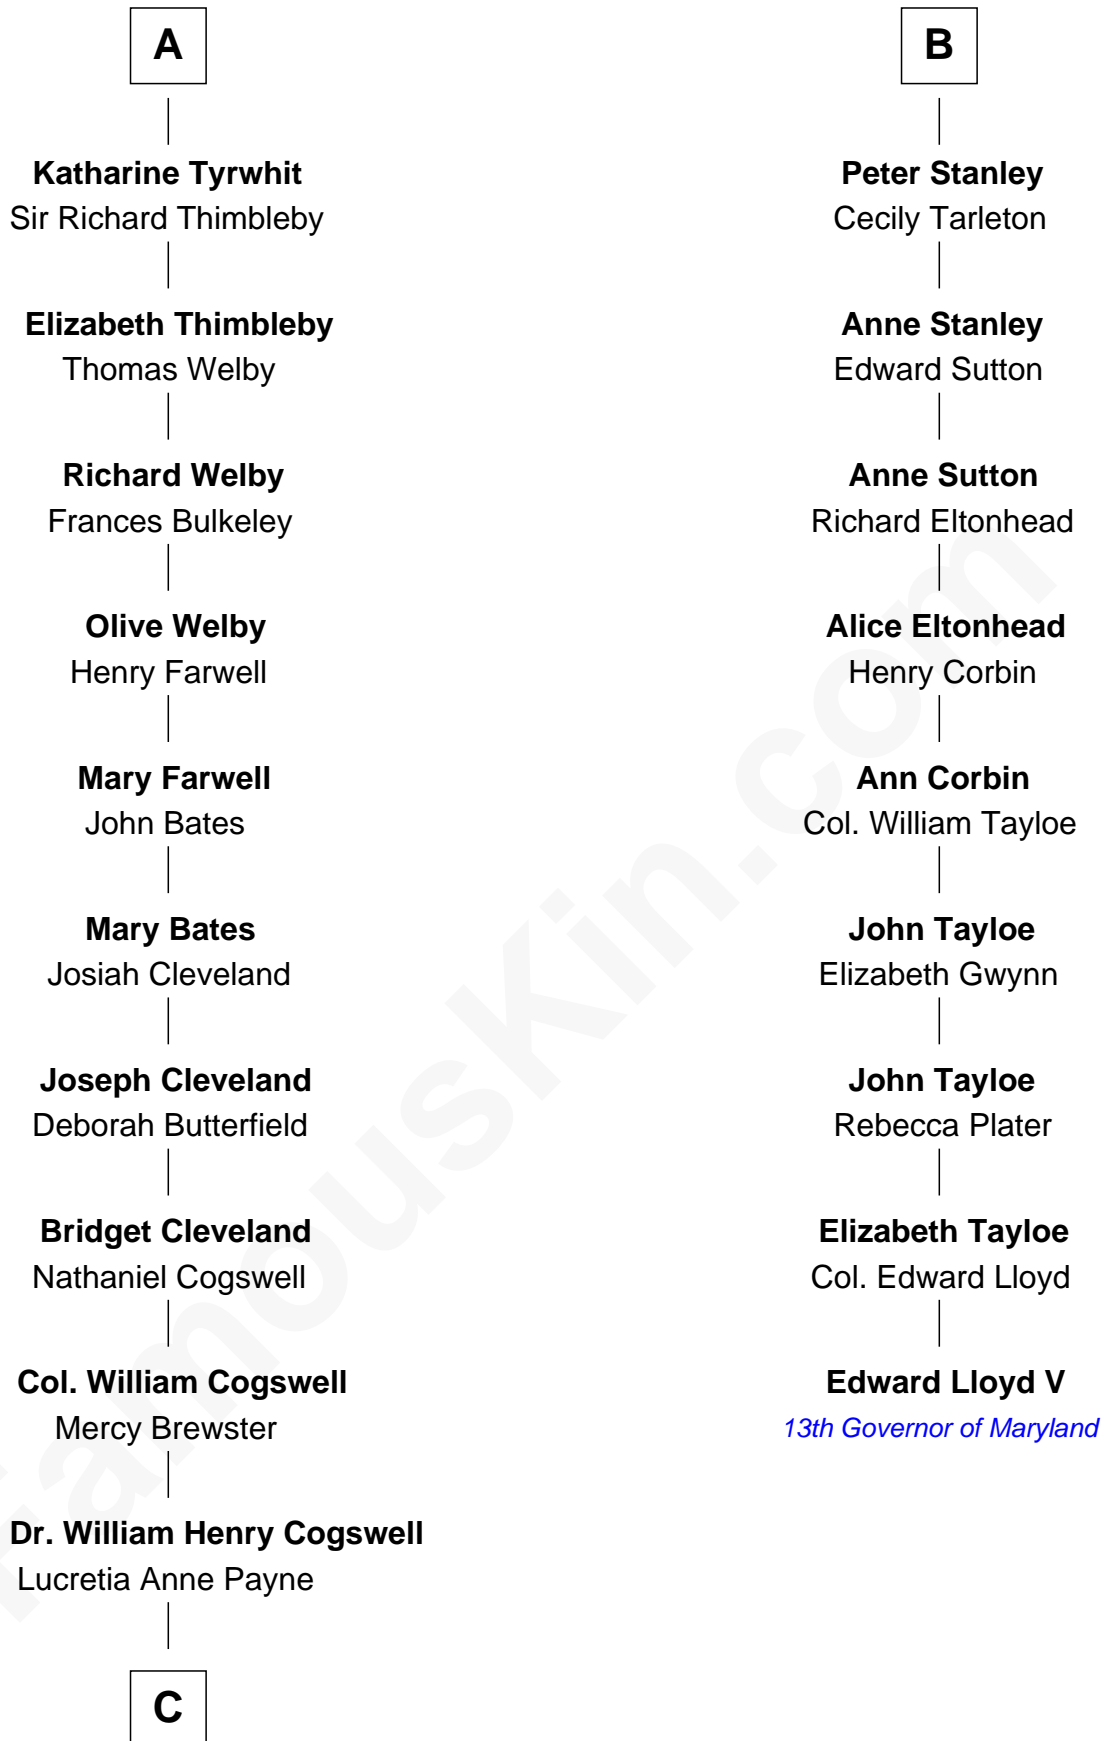 A
Katharine Tyrwhit
Sir Richard Thimbleby
Elizabeth Thimbleby
Thomas Welby
Richard Welby
Frances Bulkeley
Olive Welby
Henry Farwell
Mary Farwell
John Bates
Mary Bates
Josiah Cleveland
Joseph Cleveland
Deborah Butterfield
Bridget Cleveland
Nathaniel Cogswell
Col. William Cogswell
Mercy Brewster
Dr. William Henry Cogswell
Lucretia Anne Payne
C
B
Peter Stanley
Cecily Tarleton
Anne Stanley
Edward Sutton
Anne Sutton
Richard Eltonhead
Alice Eltonhead
Henry Corbin
Ann Corbin
Col. William Tayloe
John Tayloe
Elizabeth Gwynn
John Tayloe
Rebecca Plater
Elizabeth Tayloe
Col. Edward Lloyd
Edward Lloyd V
13th Governor of Maryland
FamousKin.com